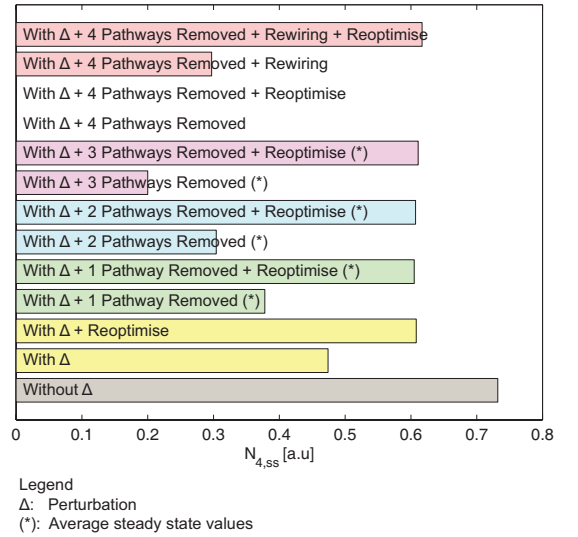 With Δ + 4 Pathways Removed + Rewiring + Reoptimise
With Δ + 4 Pathways Removed + Rewiring
With Δ + 4 Pathways Removed + Reoptimise
With Δ + 4 Pathways Removed
With Δ + 3 Pathways Removed + Reoptimise (*)
With Δ + 3 Pathways Removed (*)
With Δ + 2 Pathways Removed + Reoptimise (*)
With Δ + 2 Pathways Removed (*)
With Δ + 1 Pathway Removed + Reoptimise (*)
With Δ + 1 Pathway Removed (*)
With Δ + Reoptimise
With Δ
Without Δ
0 0.1 0.2 0.3 0.4 0.5 0.6 0.7 0.8
N4,ss [a.u]
Legend
Δ: Perturbation
(*): Average steady state values